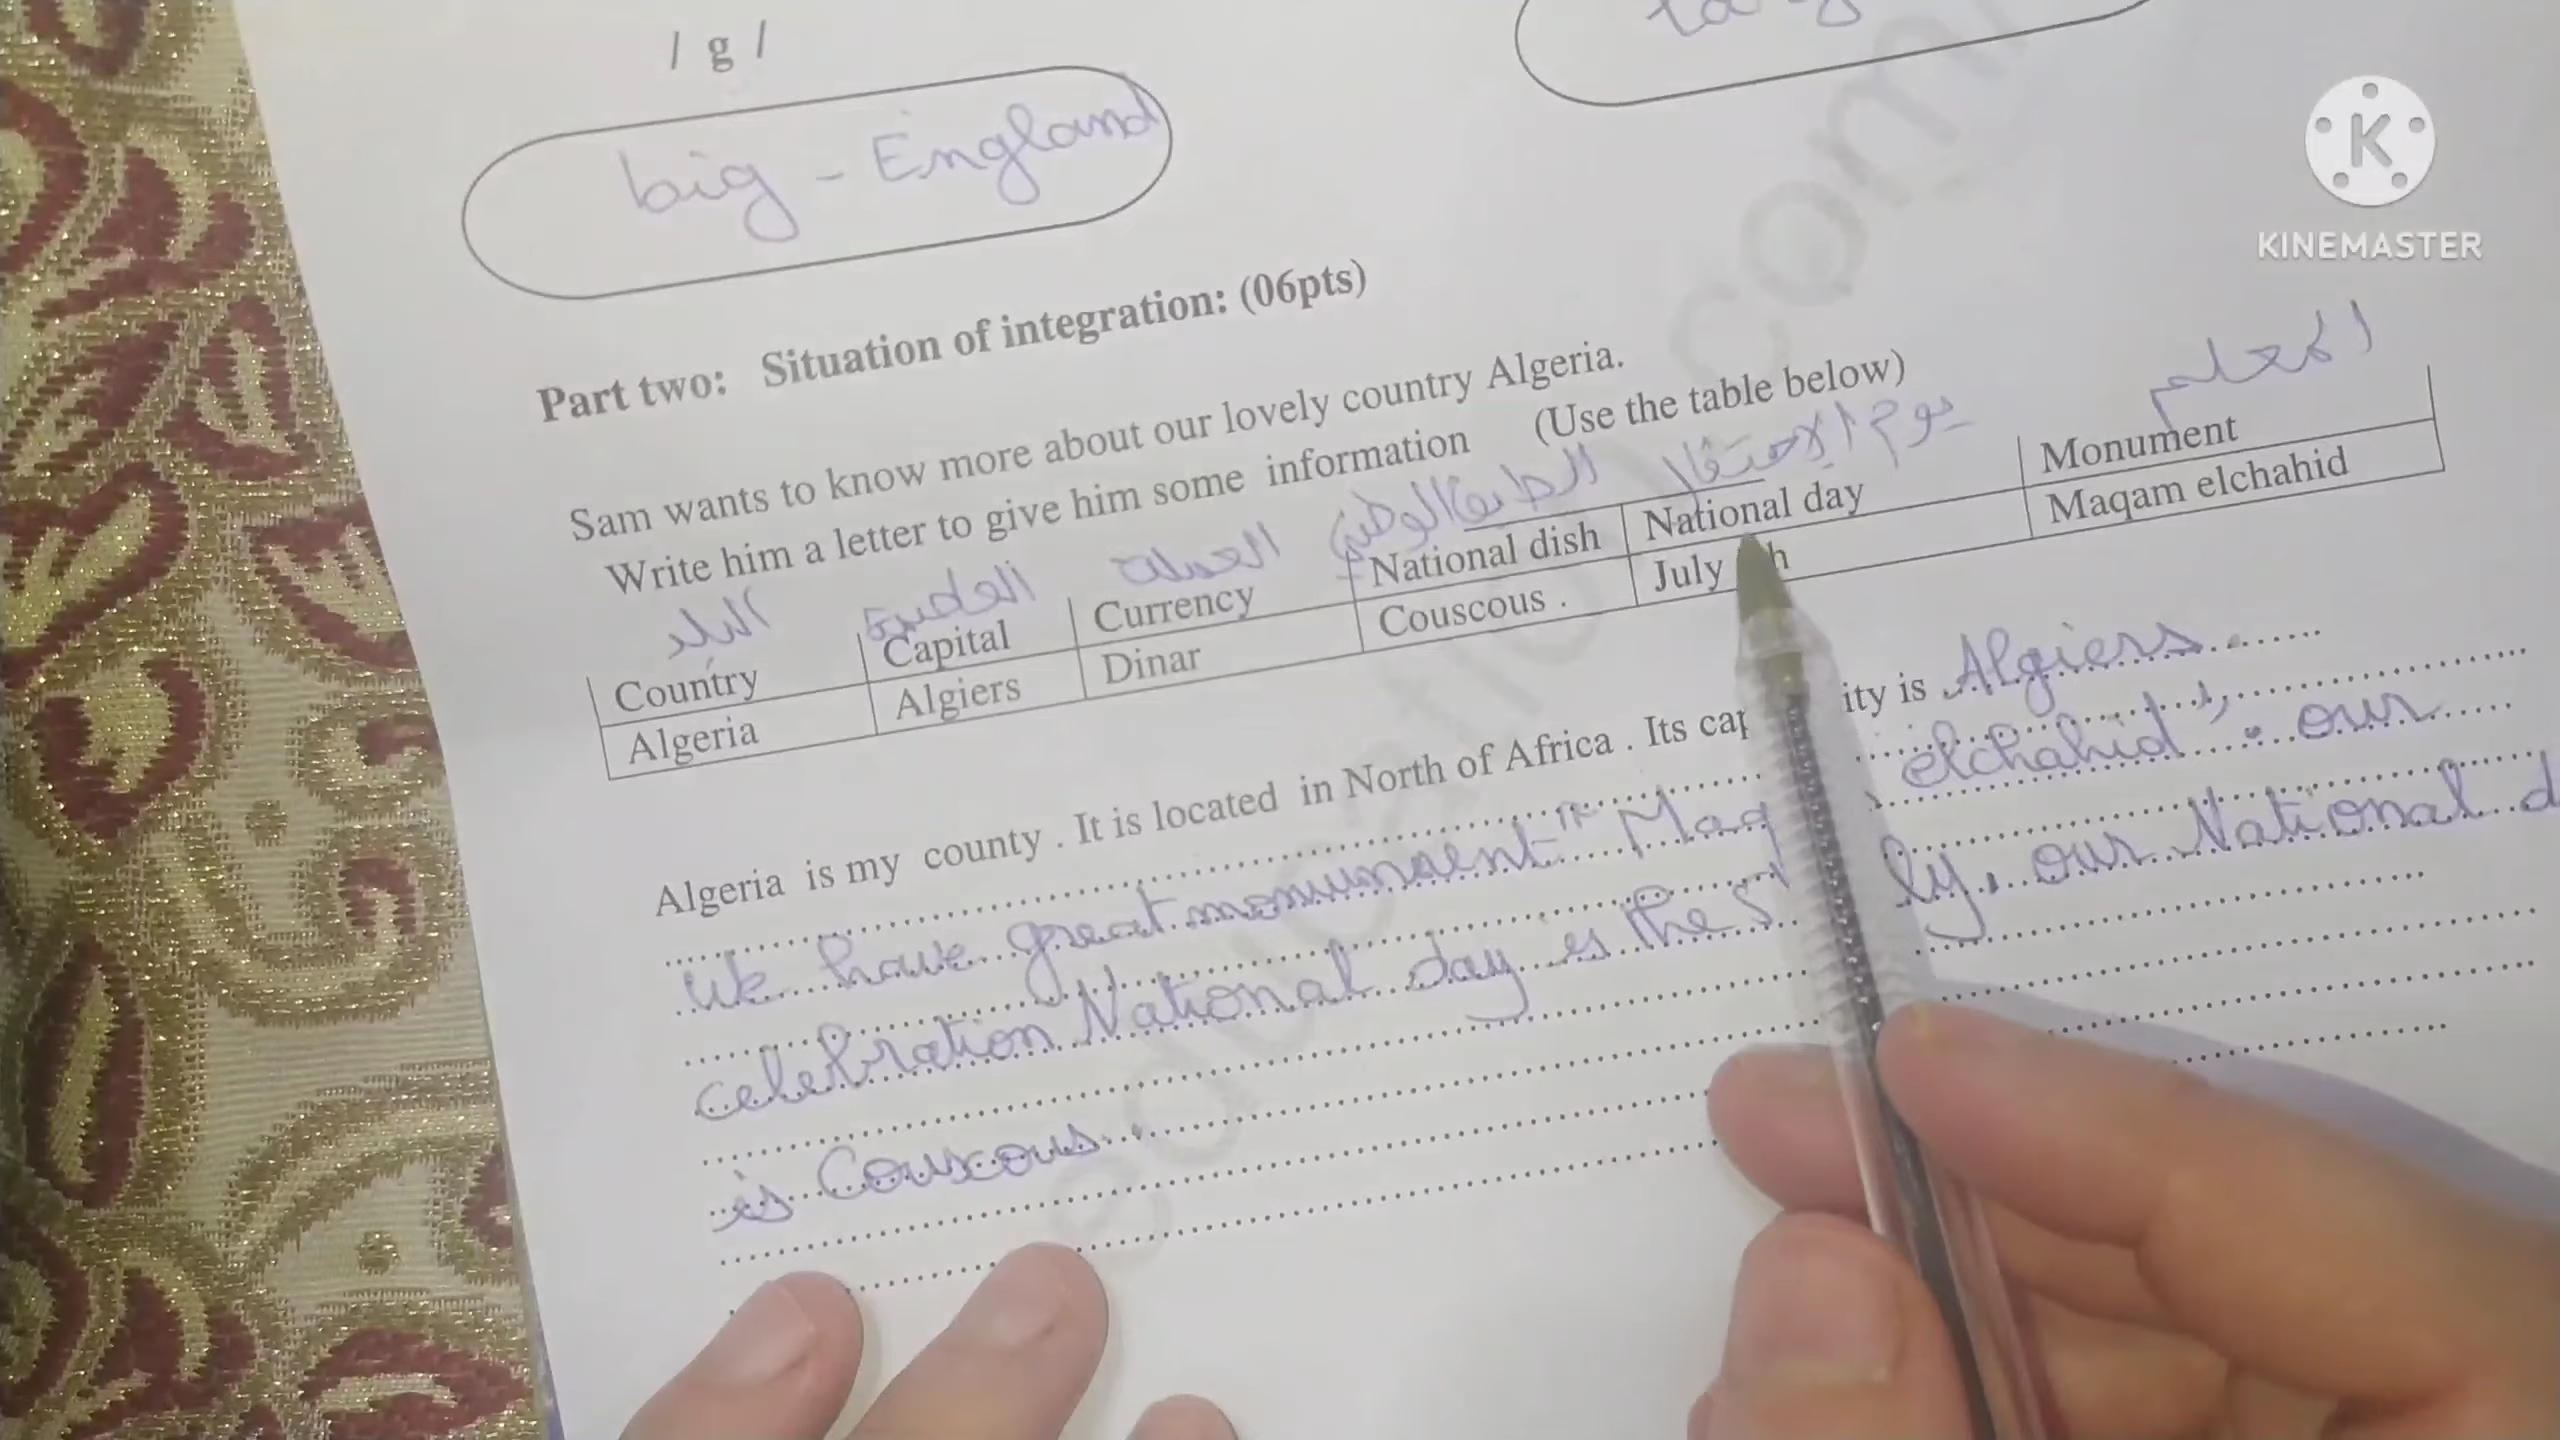 / g /
big - England
K
KINEMASTER
Part two: Situation of integration: (06pts)
Sam wants to know more about our lovely country Algeria.
Write him a letter to give him some information (Use the table below)
البلد العاصمة العملة الطبق الوطني يوم الإحتفال المعلم
Country Capital Currency National dish National day Monument
Algeria Algiers Dinar Couscous . July Maqam elchahid
Algeria is my county . It is located in North of Africa . Its ity is Algiers
We have great monument " elchahid". our
celebration National day is the 5 ly, our National d
is Couscous.